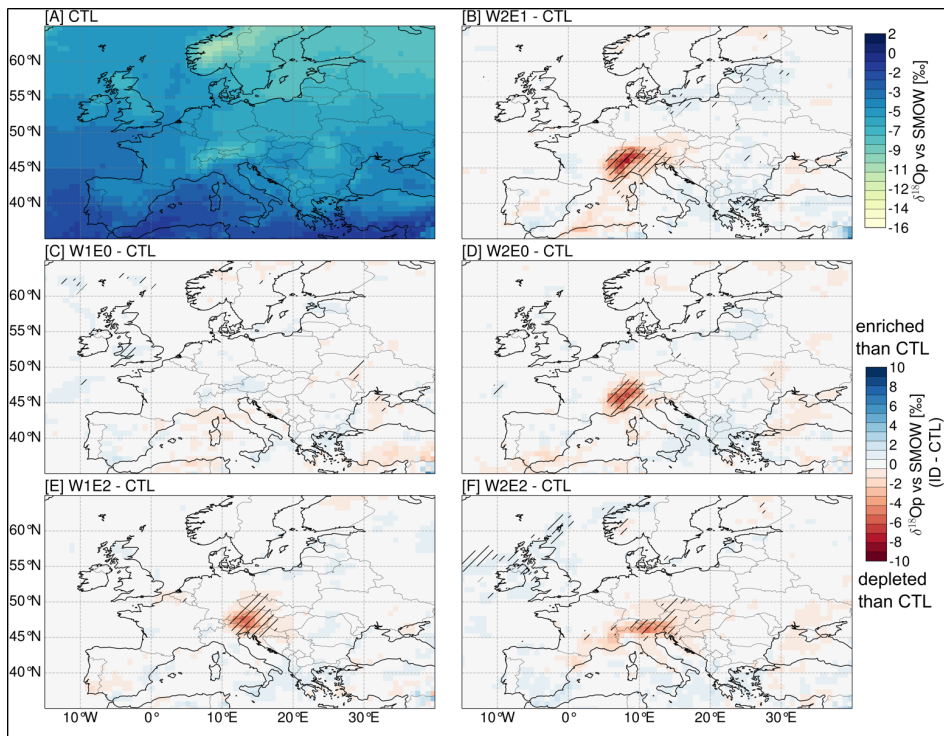 [A] CTL
[B] W2E1 - CTL
60°N
55°N
50°N
45°N
40°N
2
0
-2
-3
-5
-7
-9
-11
-12
-14
-16
δ¹⁸Op vs SMOW [‰]
[C] W1E0 - CTL
[D] W2E0 - CTL
60°N
55°N
50°N
45°N
40°N
enriched
than CTL
10
8
6
4
2
0
-2
-4
-6
-8
-10
δ¹⁸Op vs SMOW [‰]
(ID - CTL)
depleted
than CTL
[E] W1E2 - CTL
[F] W2E2 - CTL
60°N
55°N
50°N
45°N
40°N
10°W
0°
10°E
20°E
30°E
10°W
0°
10°E
20°E
30°E